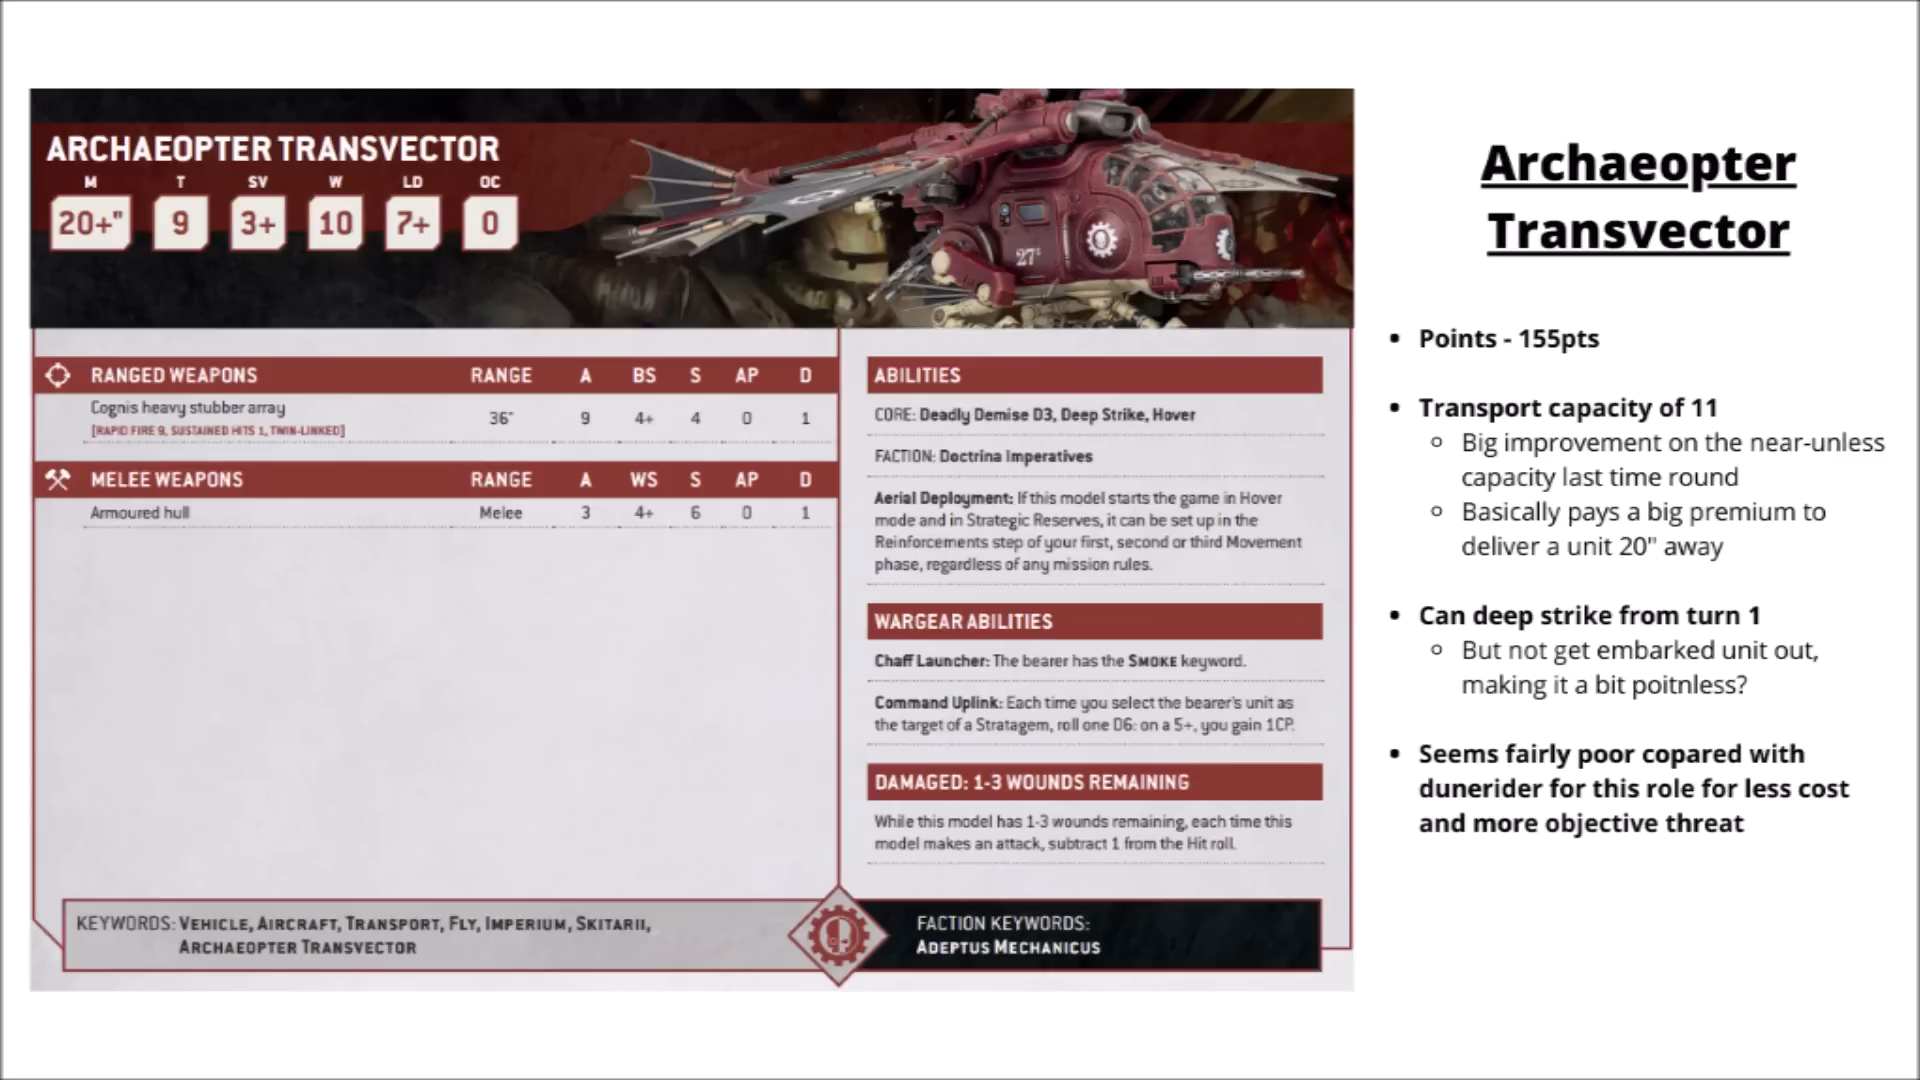 ARCHAEOPTER TRANSVECTOR
M T SV W LD OC
20+" 9 3+ 10 7+ 0
27
RANGED WEAPONS RANGE A BS S AP D
Cognis heavy stubber array 36" 9 4+ 4 0 1
[RAPID FIRE 9, SUSTAINED HITS 1, TWIN-LINKED]
MELEE WEAPONS RANGE A WS S AP D
Armoured hull Melee 3 4+ 6 0 1
ABILITIES
CORE: Deadly Demise D3, Deep Strike, Hover
FACTION: Doctrina Imperatives
Aerial Deployment: If this model starts the game in Hover
mode and in Strategic Reserves, it can be set up in the
Reinforcements step of your first, second or third Movement
phase, regardless of any mission rules.
WARGEAR ABILITIES
Chaff Launcher: The bearer has the SMOKE keyword.
Command Uplink: Each time you select the bearer's unit as
the target of a Stratagem, roll one D6: on a 5+, you gain 1CP.
DAMAGED: 1-3 WOUNDS REMAINING
While this model has 1-3 wounds remaining, each time this
model makes an attack, subtract 1 from the Hit roll.
KEYWORDS: VEHICLE, AIRCRAFT, TRANSPORT, FLY, IMPERIUM, SKITARII,
ARCHAEOPTER TRANSVECTOR
FACTION KEYWORDS:
ADEPTUS MECHANICUS
Archaeopter
Transvector
• Points - 155pts
• Transport capacity of 11
○ Big improvement on the near-unless
capacity last time round
○ Basically pays a big premium to
deliver a unit 20" away
• Can deep strike from turn 1
○ But not get embarked unit out,
making it a bit poitnless?
• Seems fairly poor copared with
dunerider for this role for less cost
and more objective threat